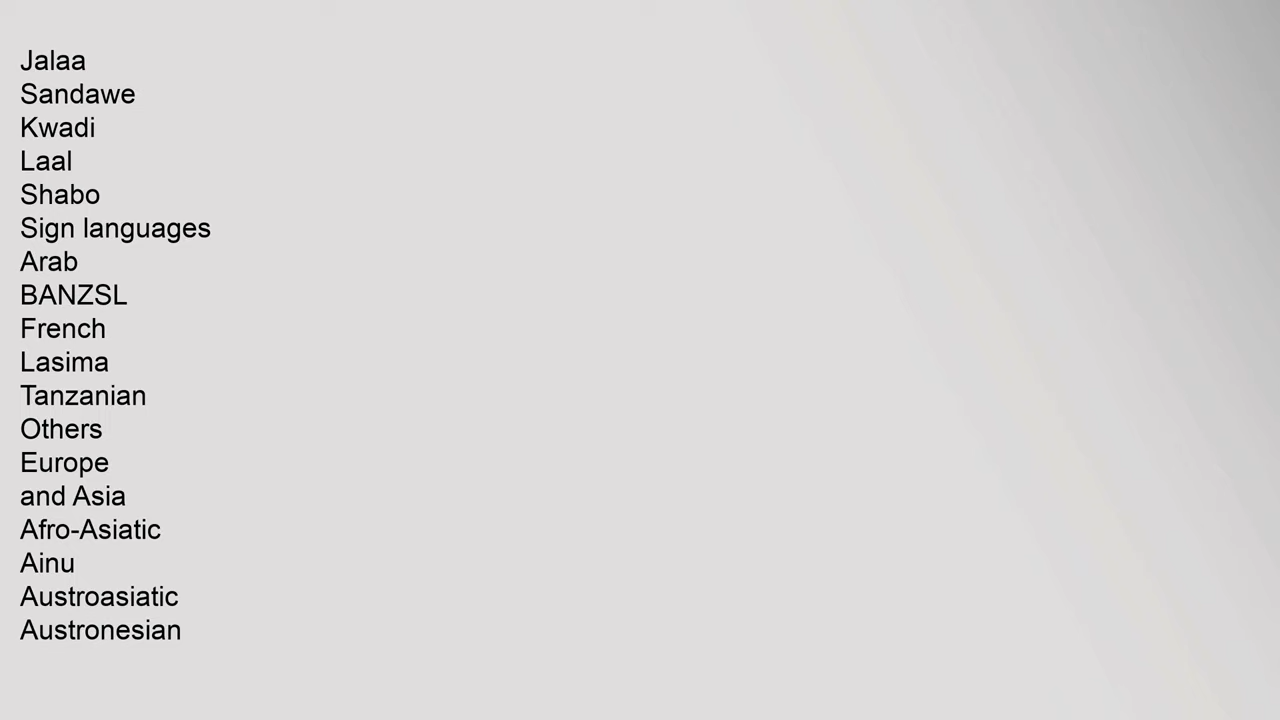 Jalaa
Sandawe
Kwadi
Laal
Shabo
Sign languages
Arab
BANZSL
French
Lasima
Tanzanian
Others
Europe
and Asia
Afro-Asiatic
Ainu
Austroasiatic
Austronesian